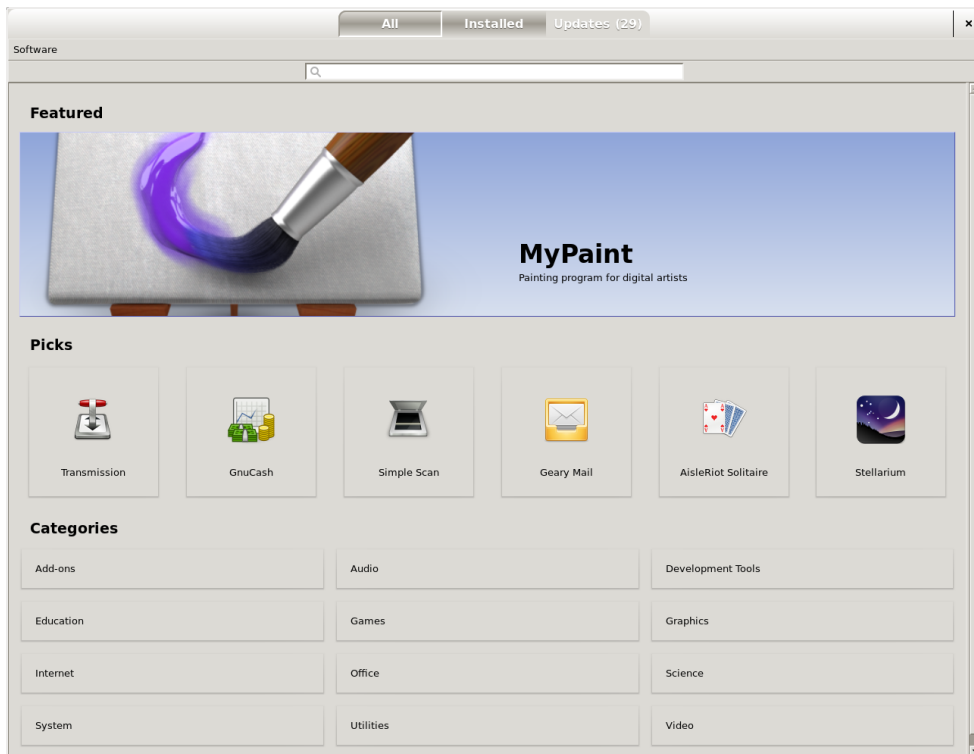 All Installed Updates (29)
Software
Featured
MyPaint
Painting program for digital artists
Picks
Transmission GnuCash Simple Scan Geary Mail AisleRiot Solitaire Stellarium
Categories
Add-ons Audio Development Tools
Education Games Graphics
Internet Office Science
System Utilities Video